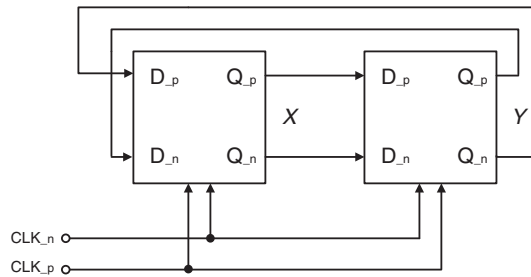 D_p Q_p D_p Q_p
X Y
D_n Q_n D_n Q_n
CLK_n
CLK_p